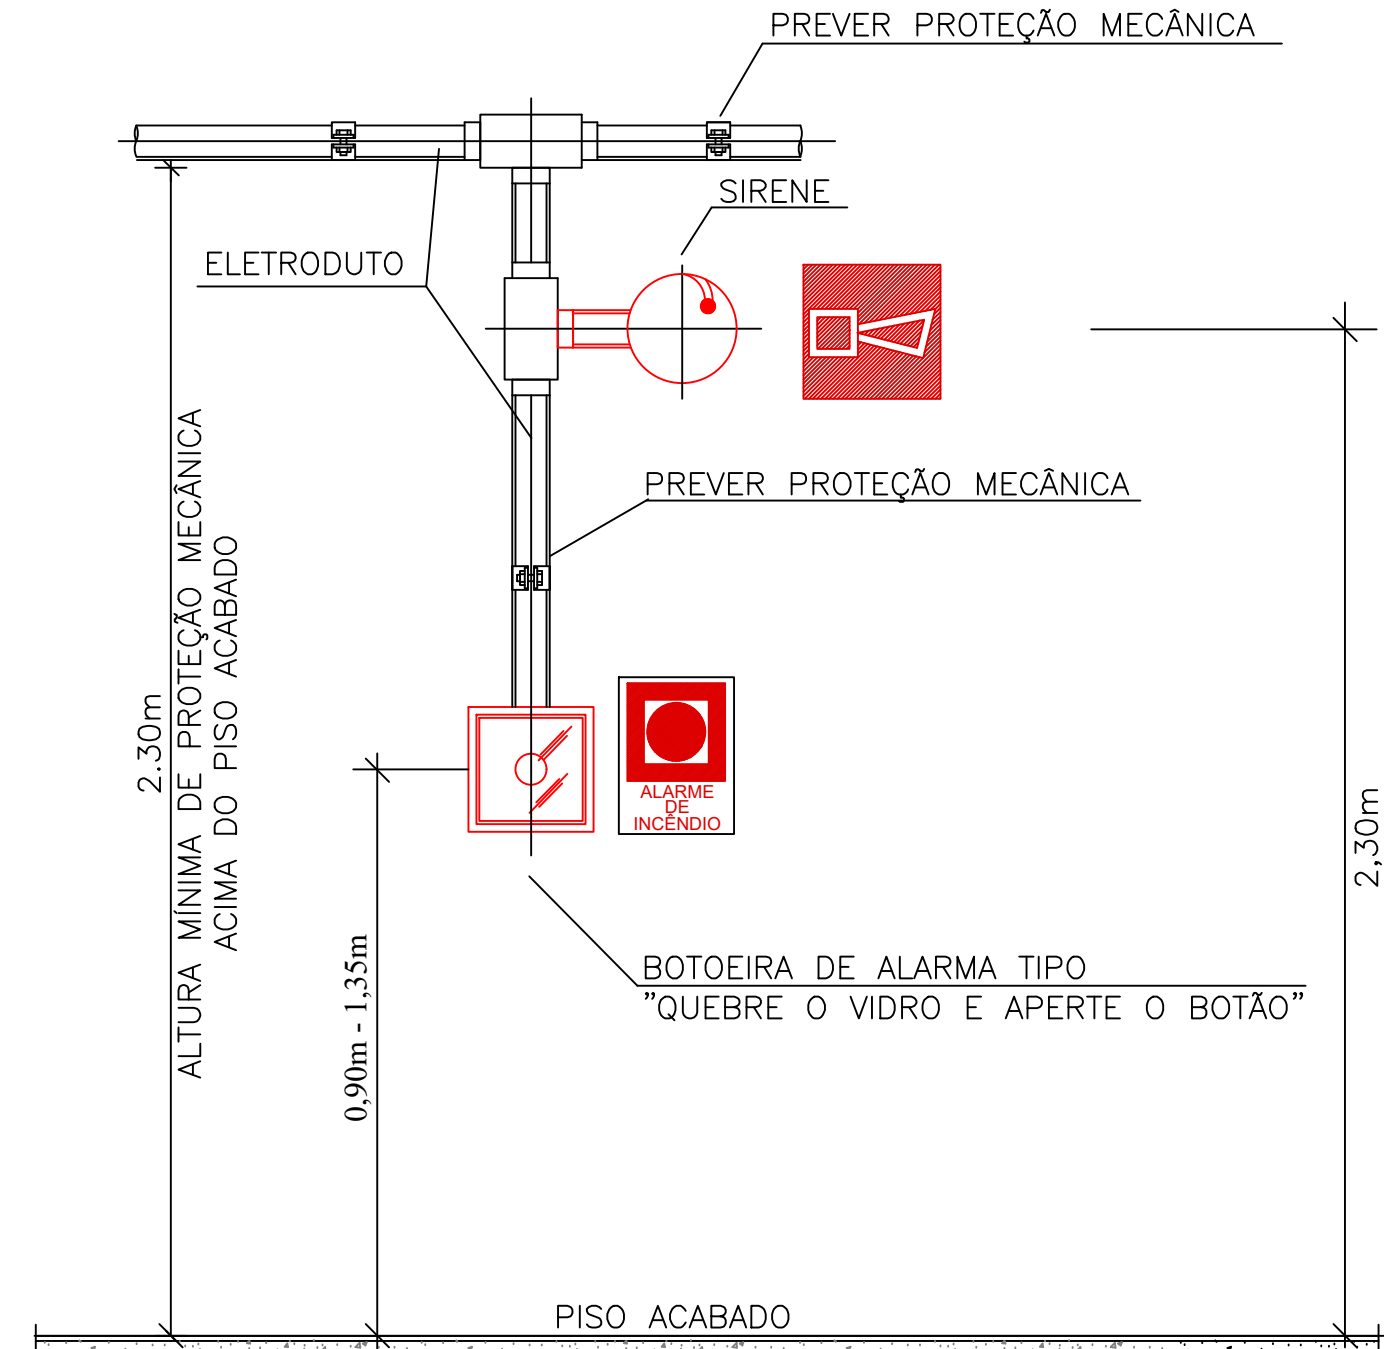 PREVER PROTEÇÃO MECÂNICA
SIRENE
ELETRODUTO
PREVER PROTEÇÃO MECÂNICA
2.30m
ALTURA MÍNIMA DE PROTEÇÃO MECÂNICA
ACIMA DO PISO ACABADO
ALARME
DE
INCÊNDIO
2,30m
0,90m - 1,35m
BOTOEIRA DE ALARMA TIPO
"QUEBRE O VIDRO E APERTE O BOTÃO"
PISO ACABADO